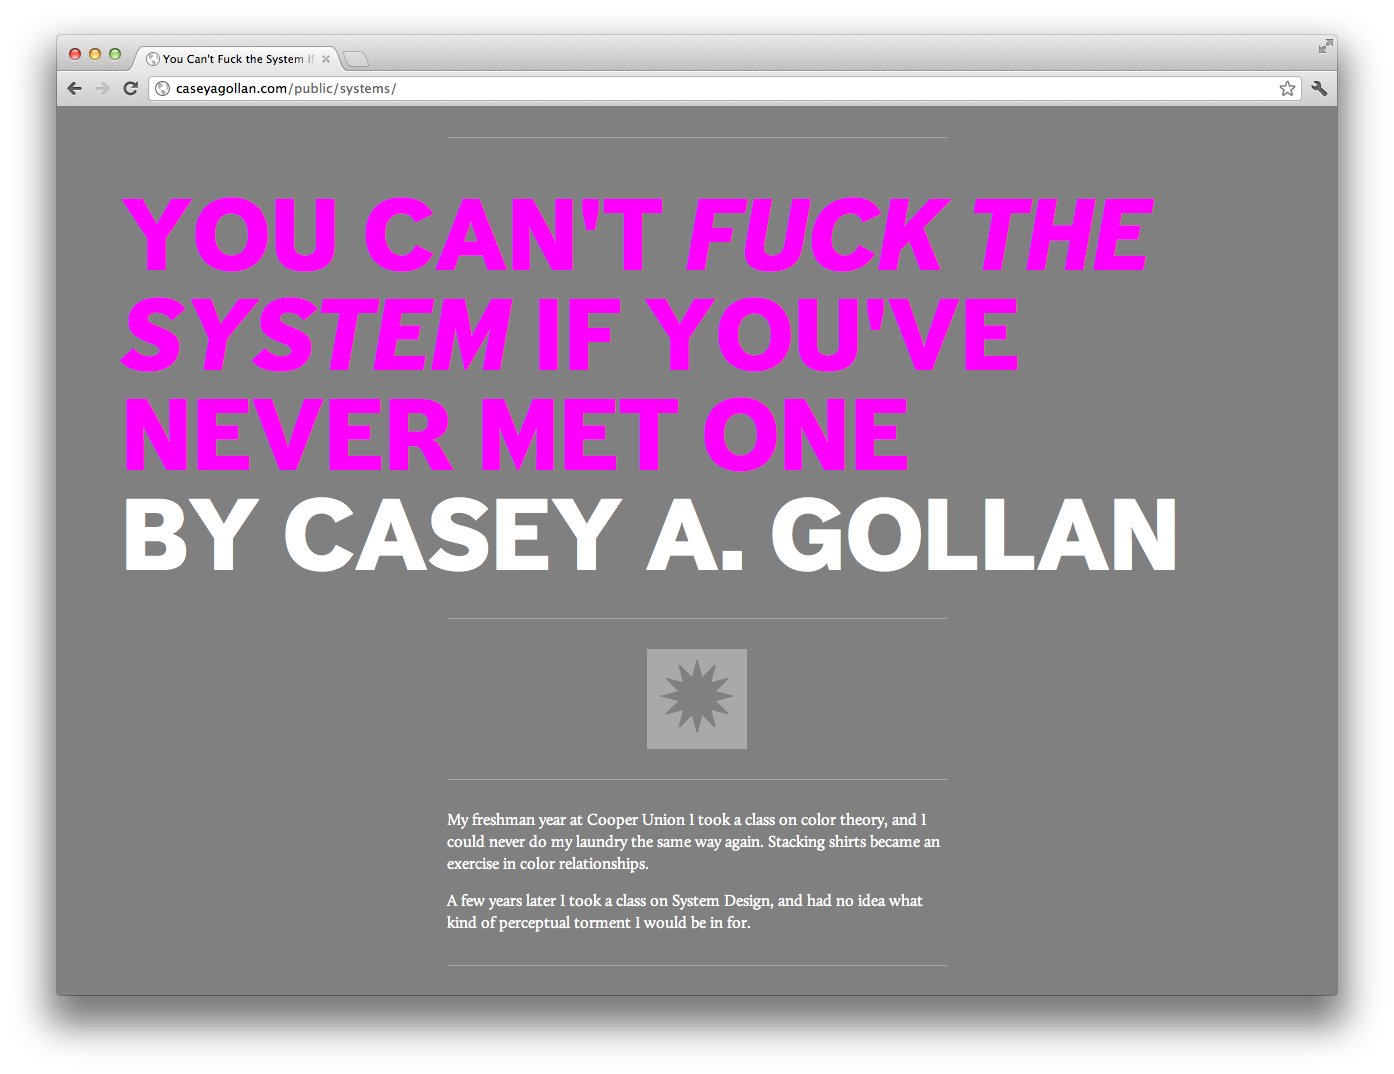 You Can't Fuck the System If
caseyagollan.com/public/systems/
YOU CAN'T FUCK THE
SYSTEM IF YOU'VE
NEVER MET ONE
BY CASEY A. GOLLAN
My freshman year at Cooper Union I took a class on color theory, and I
could never do my laundry the same way again. Stacking shirts became an
exercise in color relationships.
A few years later I took a class on System Design, and had no idea what
kind of perceptual torment I would be in for.